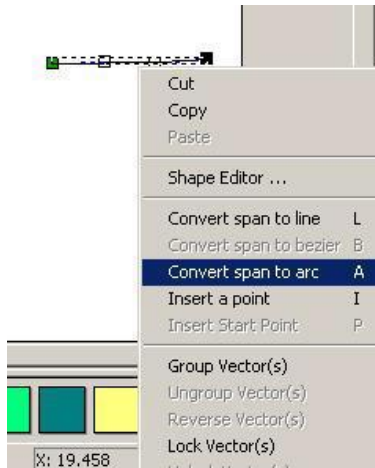 Cut
Copy
Paste
Shape Editor ...
Convert span to line L
Convert span to bezier B
Convert span to arc A
Insert a point I
Insert Start Point P
Group Vector(s)
Ungroup Vector(s)
Reverse Vector(s)
Lock Vector(s)
X: 19.458